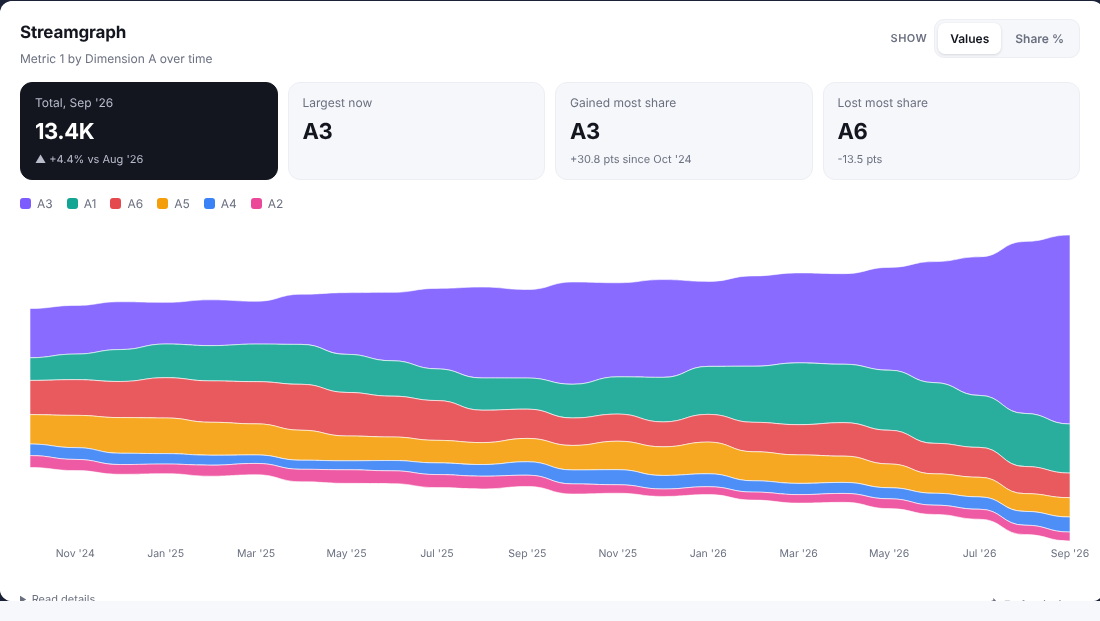 Streamgraph
Metric 1 by Dimension A over time
SHOW Values Share %
Total, Sep '26
13.4K
▲ +4.4% vs Aug '26
Largest now
A3
Gained most share
A3
+30.8 pts since Oct '24
Lost most share
A6
-13.5 pts
A3 A1 A6 A5 A4 A2
Nov '24 Jan '25 Mar '25 May '25 Jul '25 Sep '25 Nov '25 Jan '26 Mar '26 May '26 Jul '26 Sep '26
▶ Read details